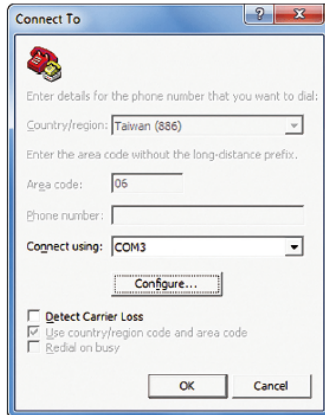 Connect To
Enter details for the phone number that you want to dial:
Country/region: Taiwan (886)
Enter the area code without the long-distance prefix.
Area code: 06
Phone number:
Connect using: COM3
Configure...
Detect Carrier Loss
Use country/region code and area code
Redial on busy
OK Cancel